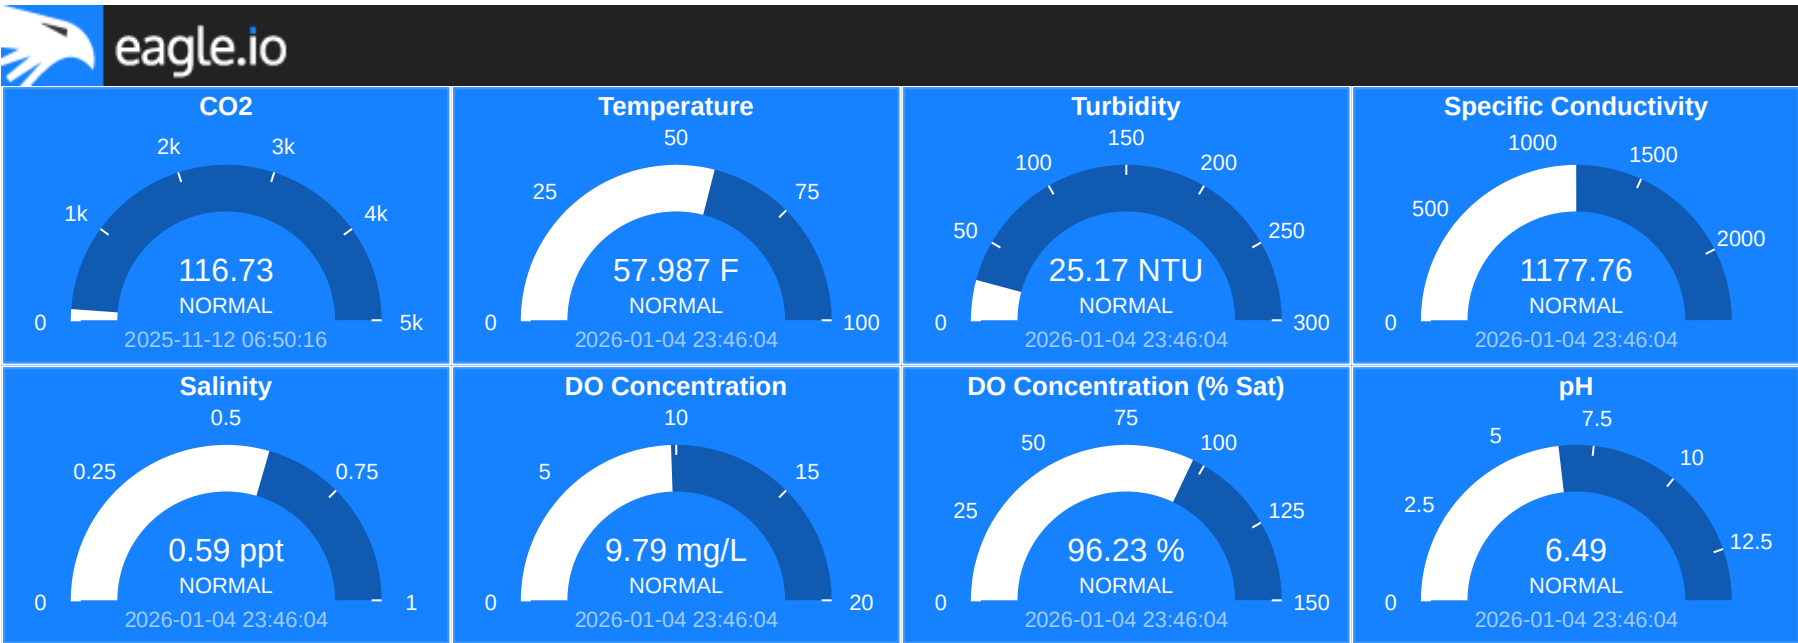 eagle.io
CO2
0
1k
2k
3k
4k
5k
116.73
NORMAL
2025-11-12 06:50:16
Temperature
0
25
50
75
100
57.987 F
NORMAL
2026-01-04 23:46:04
Turbidity
0
50
100
150
200
250
300
25.17 NTU
NORMAL
2026-01-04 23:46:04
Specific Conductivity
0
500
1000
1500
2000
1177.76
NORMAL
2026-01-04 23:46:04
Salinity
0
0.25
0.5
0.75
1
0.59 ppt
NORMAL
2026-01-04 23:46:04
DO Concentration
0
5
10
15
20
9.79 mg/L
NORMAL
2026-01-04 23:46:04
DO Concentration (% Sat)
0
25
50
75
100
125
150
96.23 %
NORMAL
2026-01-04 23:46:04
pH
0
2.5
5
7.5
10
12.5
6.49
NORMAL
2026-01-04 23:46:04